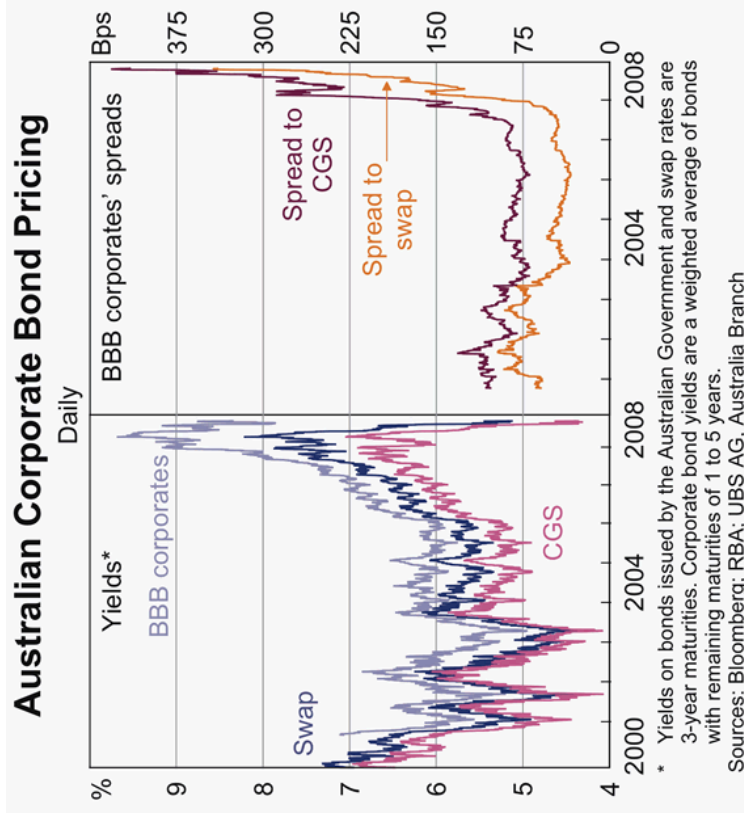 Australian Corporate Bond Pricing
Daily
% Bps
Yields* BBB corporates' spreads
BBB corporates
Swap
CGS
Spread to
CGS
Spread to
swap
9 375
8 300
7 225
6 150
5 75
4 0
2000 2004 2008 2004 2008
* Yields on bonds issued by the Australian Government and swap rates are
3-year maturities. Corporate bond yields are a weighted average of bonds
with remaining maturities of 1 to 5 years.
Sources: Bloomberg; RBA; UBS AG, Australia Branch